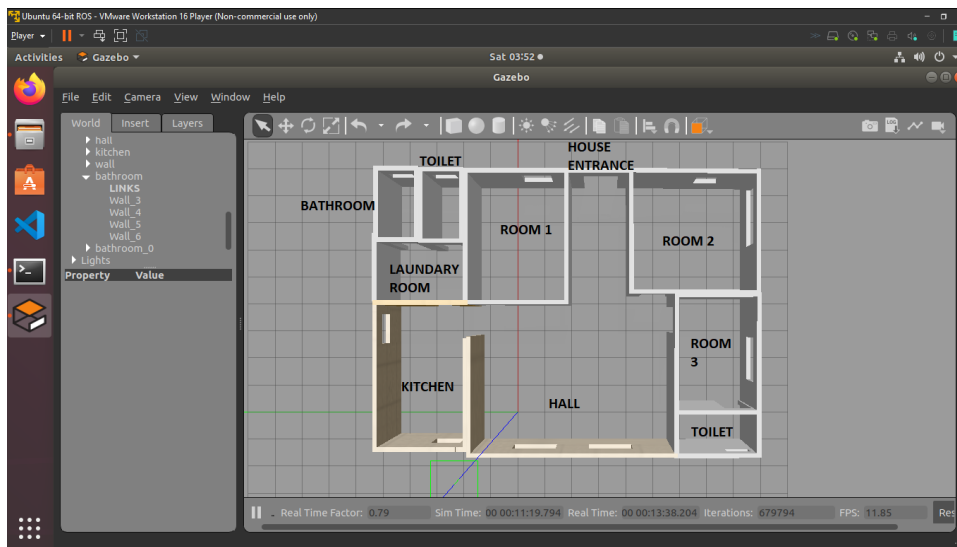 Ubuntu 64-bit ROS - VMware Workstation 16 Player (Non-commercial use only)
Player
Activities
Gazebo
Sat 03:52
Gazebo
File Edit Camera View Window Help
World Insert Layers
hall
kitchen
wall
bathroom
LINKS
Wall_3
Wall_4
Wall_5
Wall_6
bathroom_0
Lights
Property Value
LOG
HOUSE
ENTRANCE
TOILET
BATHROOM
ROOM 1
ROOM 2
LAUNDARY
ROOM
ROOM
3
KITCHEN
HALL
TOILET
Real Time Factor: 0.79 Sim Time: 00 00:11:19.794 Real Time: 00 00:13:38.204 Iterations: 679794 FPS: 11.85 Res